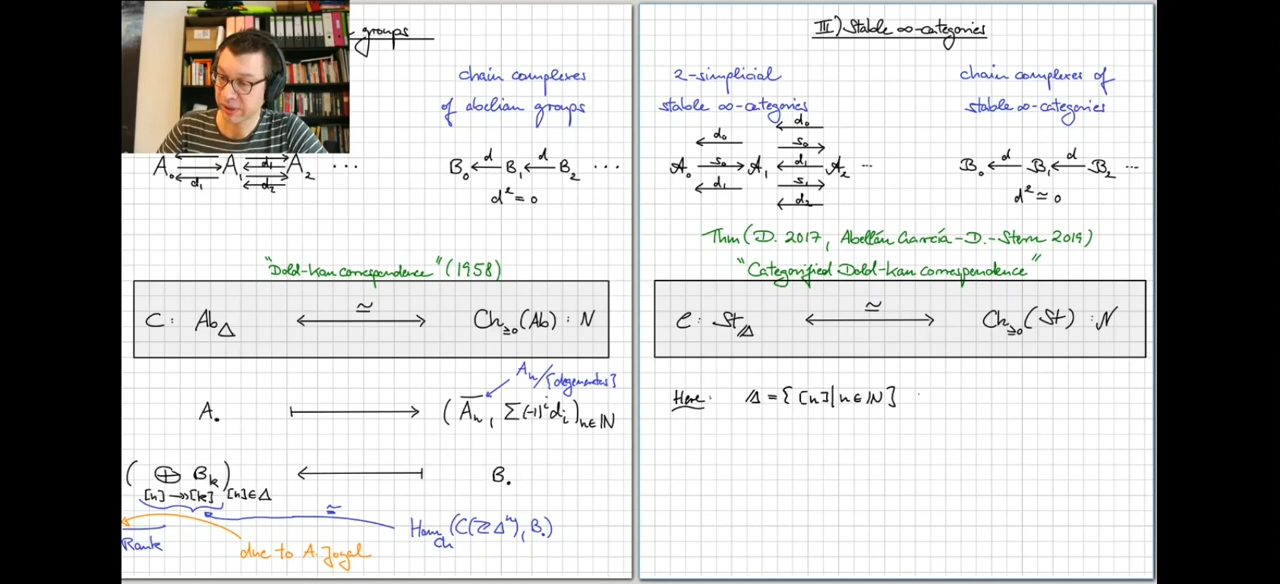 groups
chain complexes
of abelian groups
A₀ A₁ d₁ d₁ A₂ d₂ ...
B₀ ←d B₁ ←d B₂ ...
d² = 0
"Dold-Kan correspondence" (1958)
C : Ab_Δ ≃ ⟷ Ch_≥0(Ab) : N
A_n/{degenerates}
A. ⟼ (A̅_n, Σ(-1)^i d_i)_{n∈ℕ}
(⊕ B_k)_{[n]∈Δ} ⟻ B.
[n]↠[k]
≃
Hom_Ch(C(ℤΔⁿ), B.)
Rank
due to A. Joyal
III) Stable ∞-categories
2-simplicial
stable ∞-categories
chain complexes of
stable ∞-categories
𝒜₀ d₀ s₀ d₁ 𝒜₁ d₀ s₀ d₁ s₁ d₂ 𝒜₂ ...
ℬ₀ ←d ℬ₁ ←d ℬ₂ ...
d² ≃ 0
Thm (D. 2017, Abellán García-D.-Stern 2019)
"Categorified Dold-Kan correspondence"
𝒞 : St_𝚫 ≃ ⟷ Ch_≥0(St) : 𝒩
Here: 𝚫 = { [n] | n ∈ ℕ }